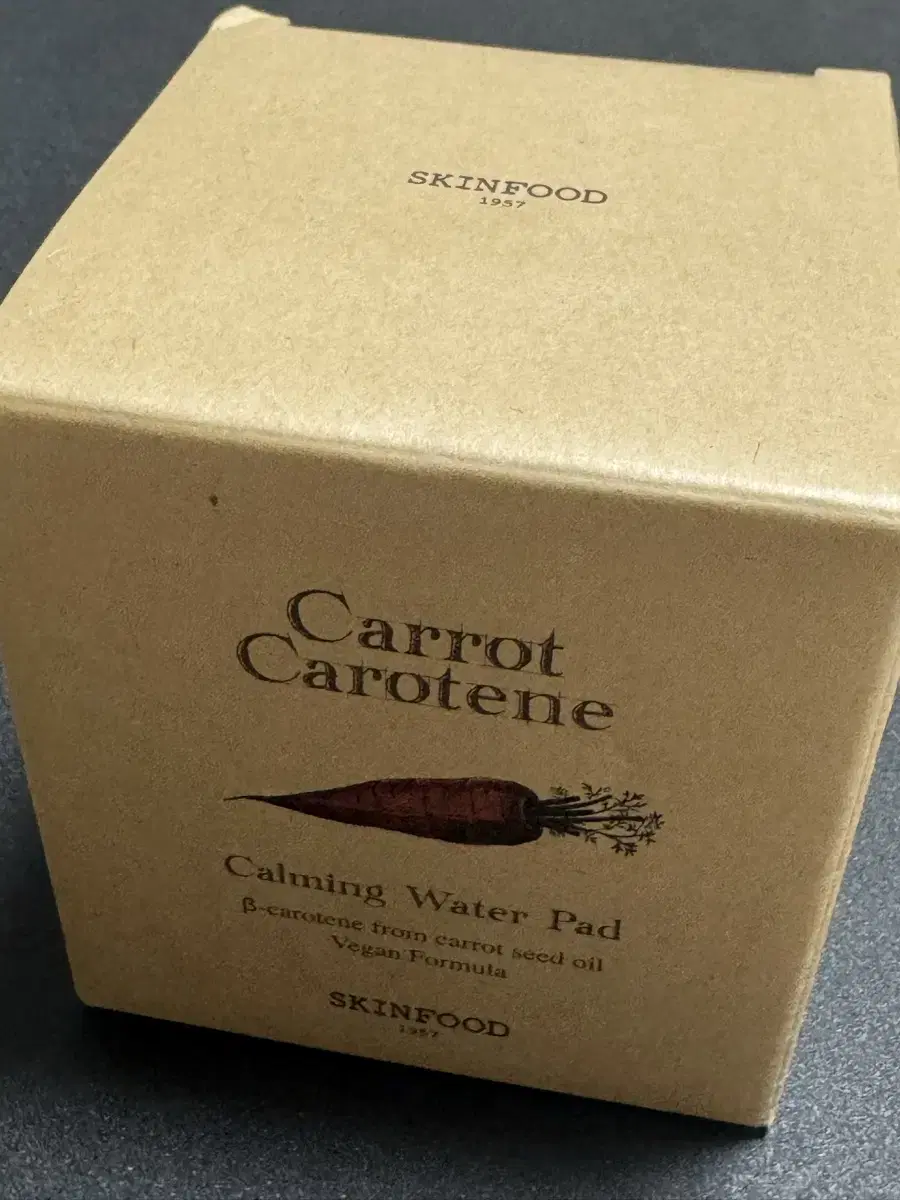 SKINFOOD
1957
Carrot
Carotene
Calming Water Pad
β-carotene from carrot seed oil
Vegan Formula
SKINFOOD
1957